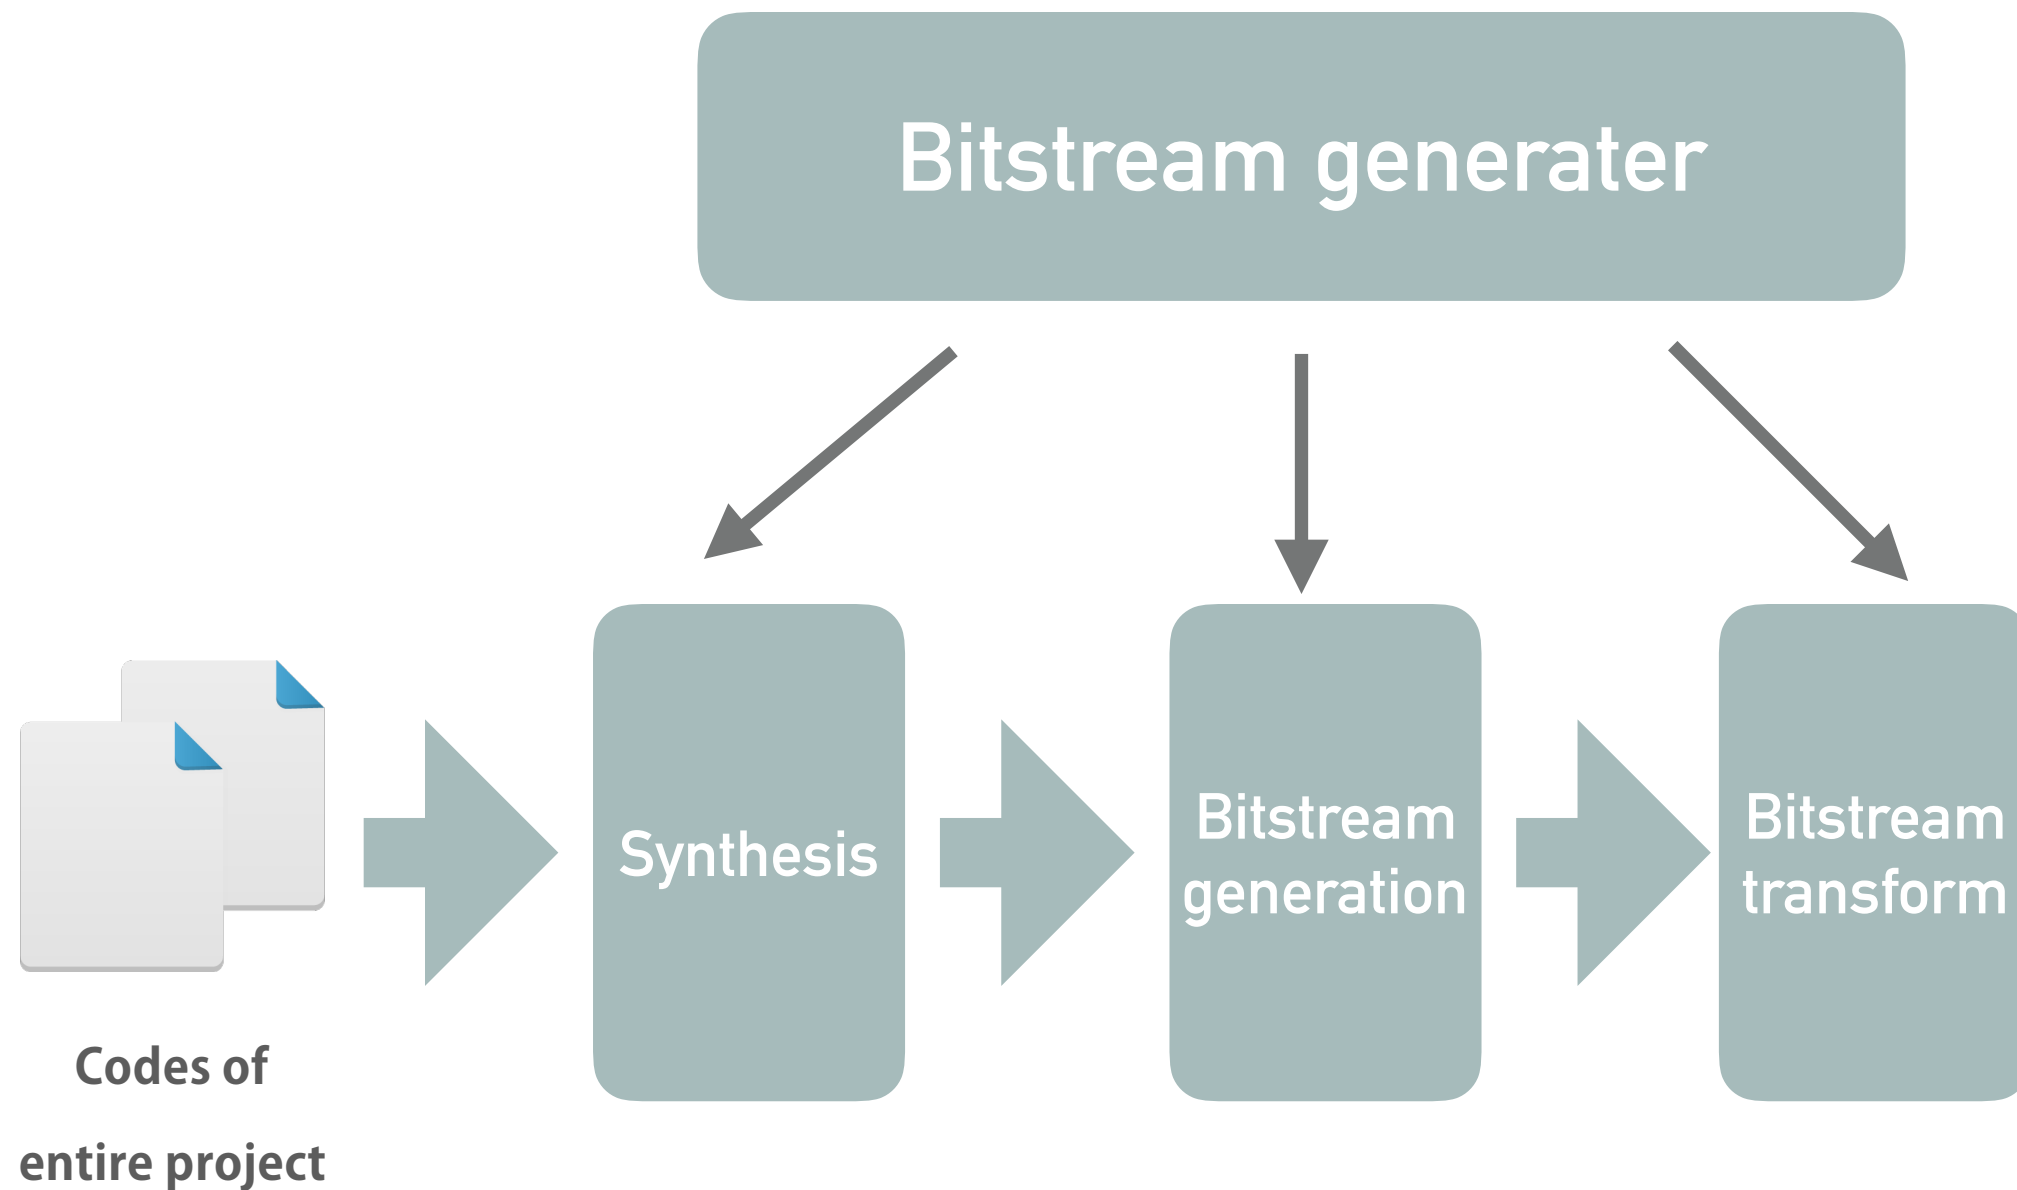 Bitstream generater
Synthesis
Bitstream
generation
Bitstream
transform
Codes of
entire project